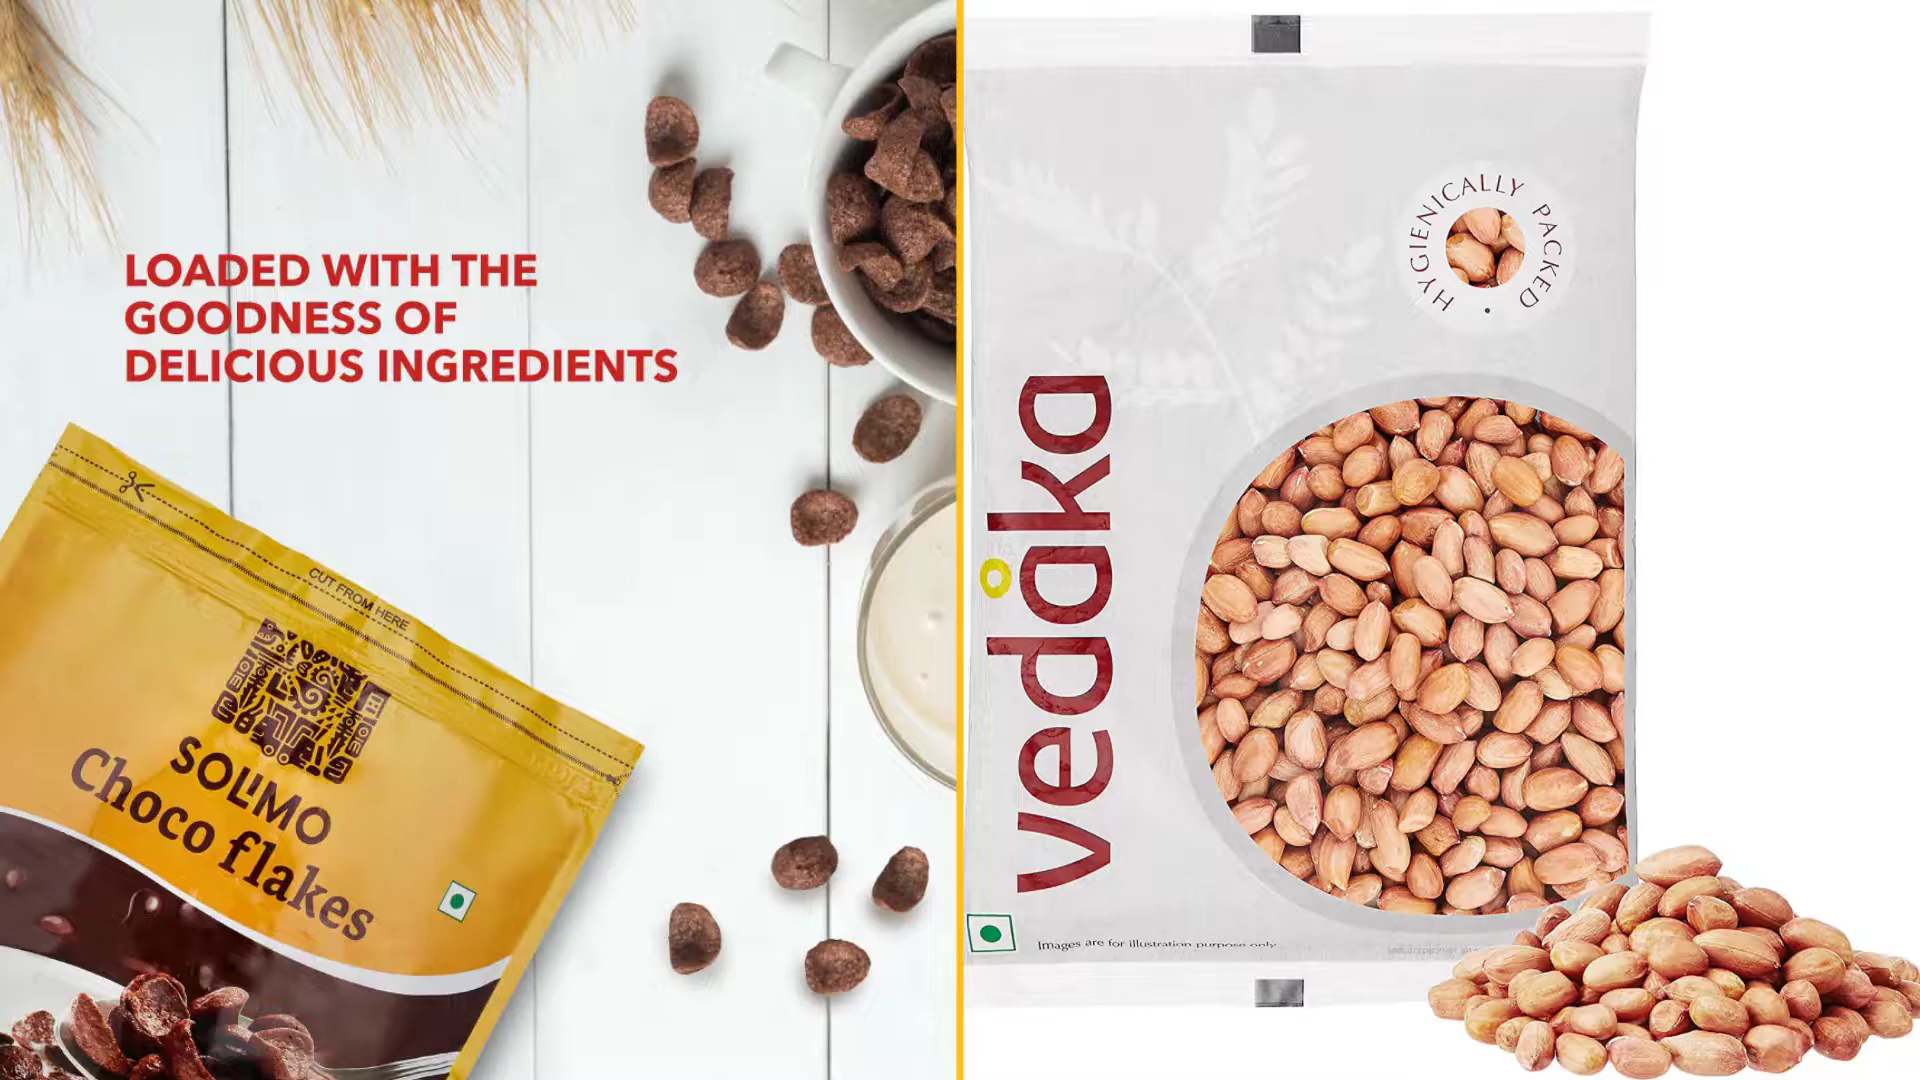 LOADED WITH THE
GOODNESS OF
DELICIOUS INGREDIENTS
CUT FROM HERE
SOLIMO
Choco flakes
HYGIENICALLY PACKED
vedaka
Images are for illustration purpose only